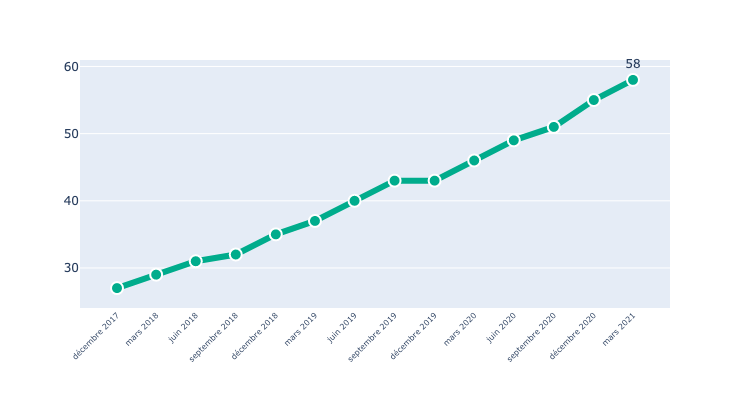 58
60
50
40
30
décembre 2017
mars 2018
juin 2018
septembre 2018
décembre 2018
mars 2019
juin 2019
septembre 2019
décembre 2019
mars 2020
juin 2020
septembre 2020
décembre 2020
mars 2021